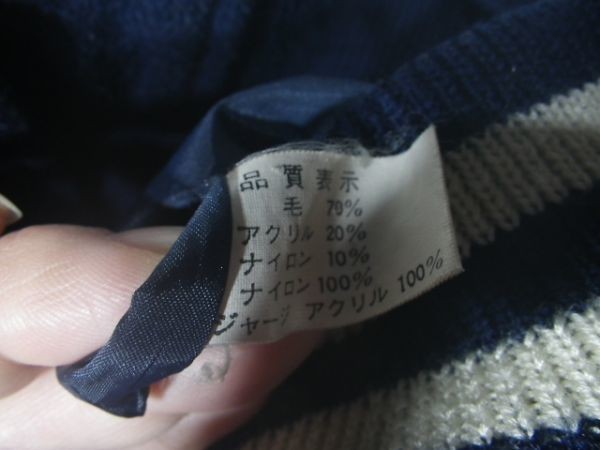 品質表示
毛 70%
アクリル 20%
ナイロン 10%
ナイロン 100%
ジャージ アクリル 100%